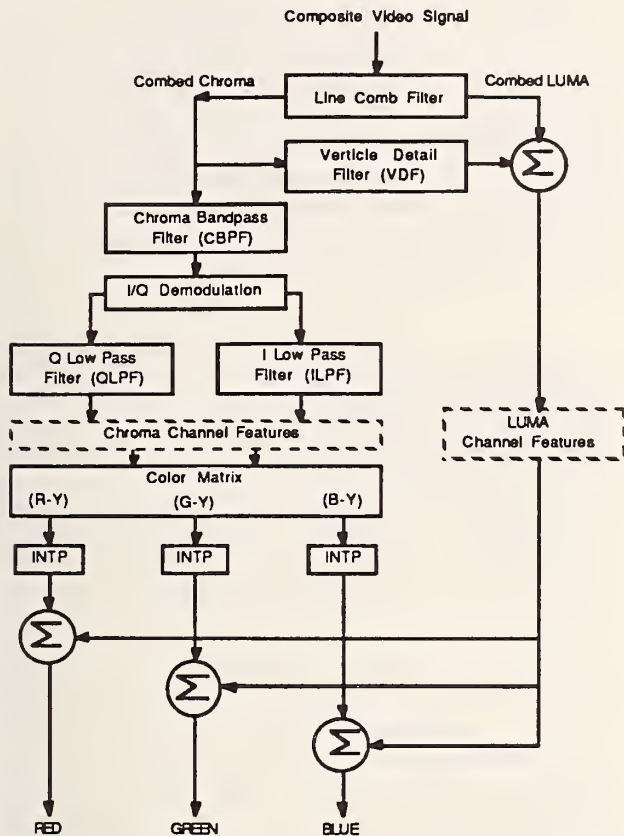 Composite Video Signal
Combed Chroma
Combed LUMA
Line Comb Filter
Verticle Detail
Filter (VDF)
Σ
Chroma Bandpass
Filter (CBPF)
I/Q Demodulation
Q Low Pass
Filter (QLPF)
I Low Pass
Filter (ILPF)
Chroma Channel Features
LUMA
Channel Features
Color Matrix
(R-Y)
(G-Y)
(B-Y)
INTP
INTP
INTP
Σ
Σ
Σ
RED
GREEN
BLUE